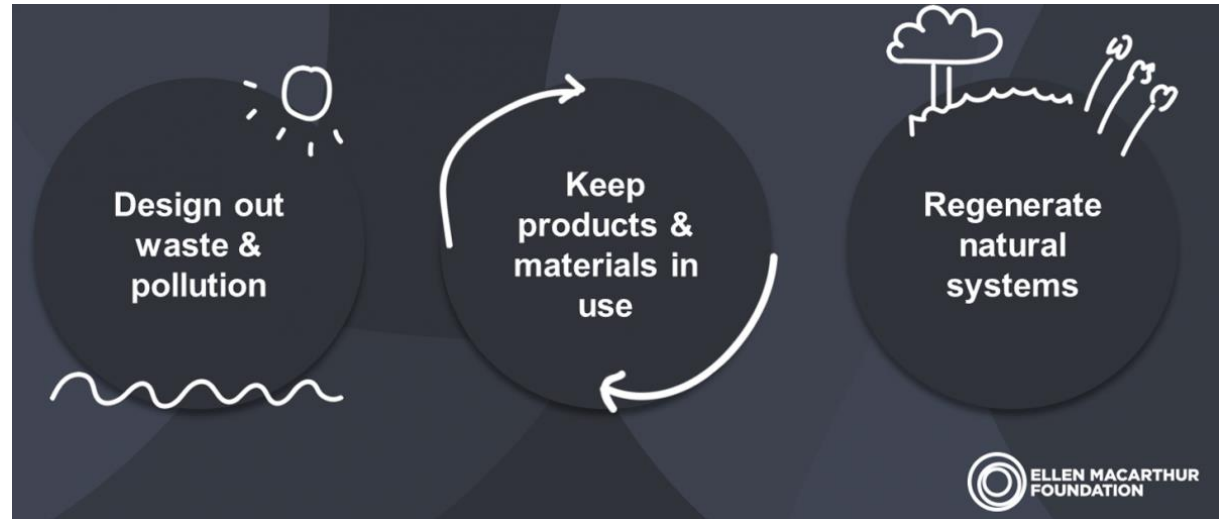 Design out
waste &
pollution
Keep
products &
materials in
use
Regenerate
natural
systems
ELLEN MACARTHUR
FOUNDATION